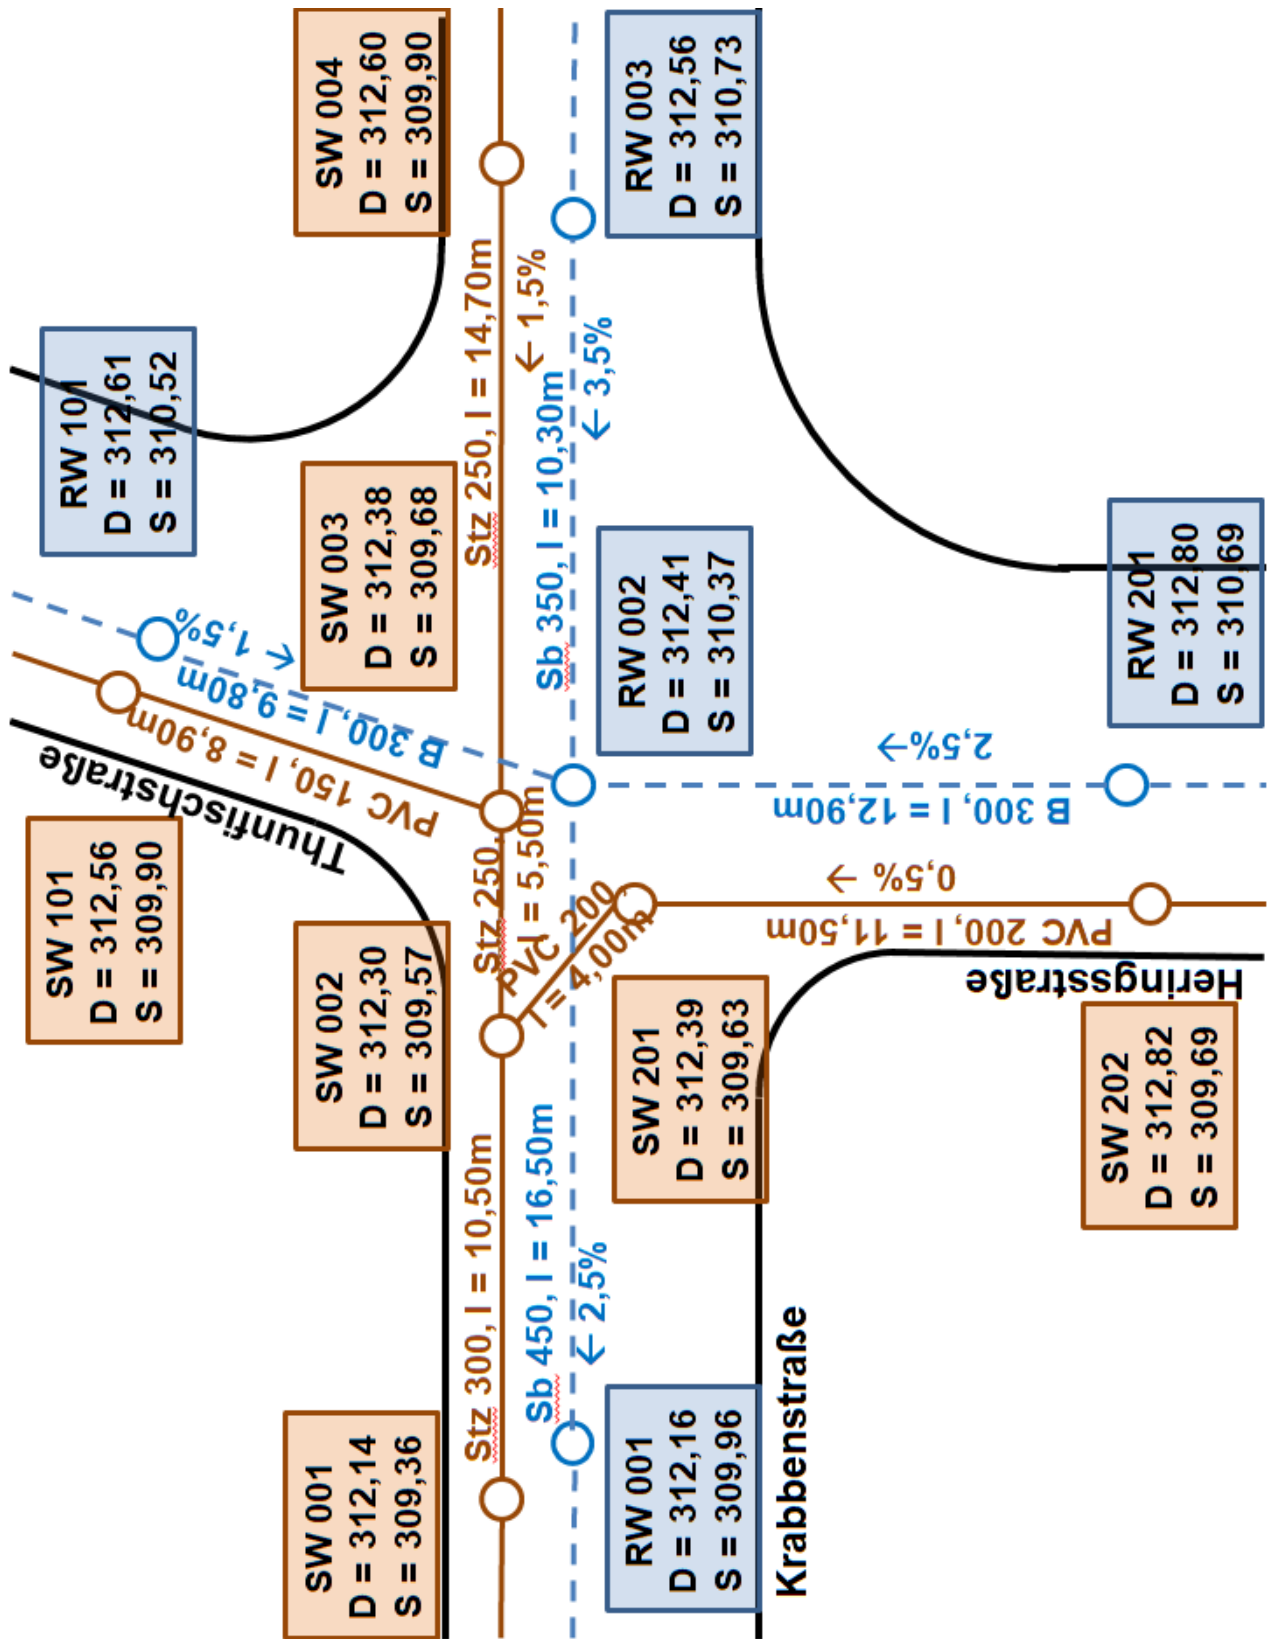 SW 001
D = 312,14
S = 309,36
SW 002
D = 312,30
S = 309,57
SW 101
D = 312,56
S = 309,90
Thunfischstraße
PVC 150, l = 8,90m
B 300, l = 9,80m
← 1,5%
RW 101
D = 312,61
S = 310,52
SW 003
D = 312,38
S = 309,68
SW 004
D = 312,60
S = 309,90
Stz 300, l = 10,50m
Stz 250,
l = 5,50m
Stz 250, l = 14,70m
← 1,5%
Sb 450, l = 16,50m
← 2,5%
PVC 200,
l = 4,00m
Sb 350, l = 10,30m
← 3,5%
RW 001
D = 312,16
S = 309,96
SW 201
D = 312,39
S = 309,63
RW 002
D = 312,41
S = 310,37
RW 003
D = 312,56
S = 310,73
Krabbenstraße
0,5% →
PVC 200, l = 11,50m
2,5%→
B 300, l = 12,90m
Heringsstraße
SW 202
D = 312,82
S = 309,69
RW 201
D = 312,80
S = 310,69